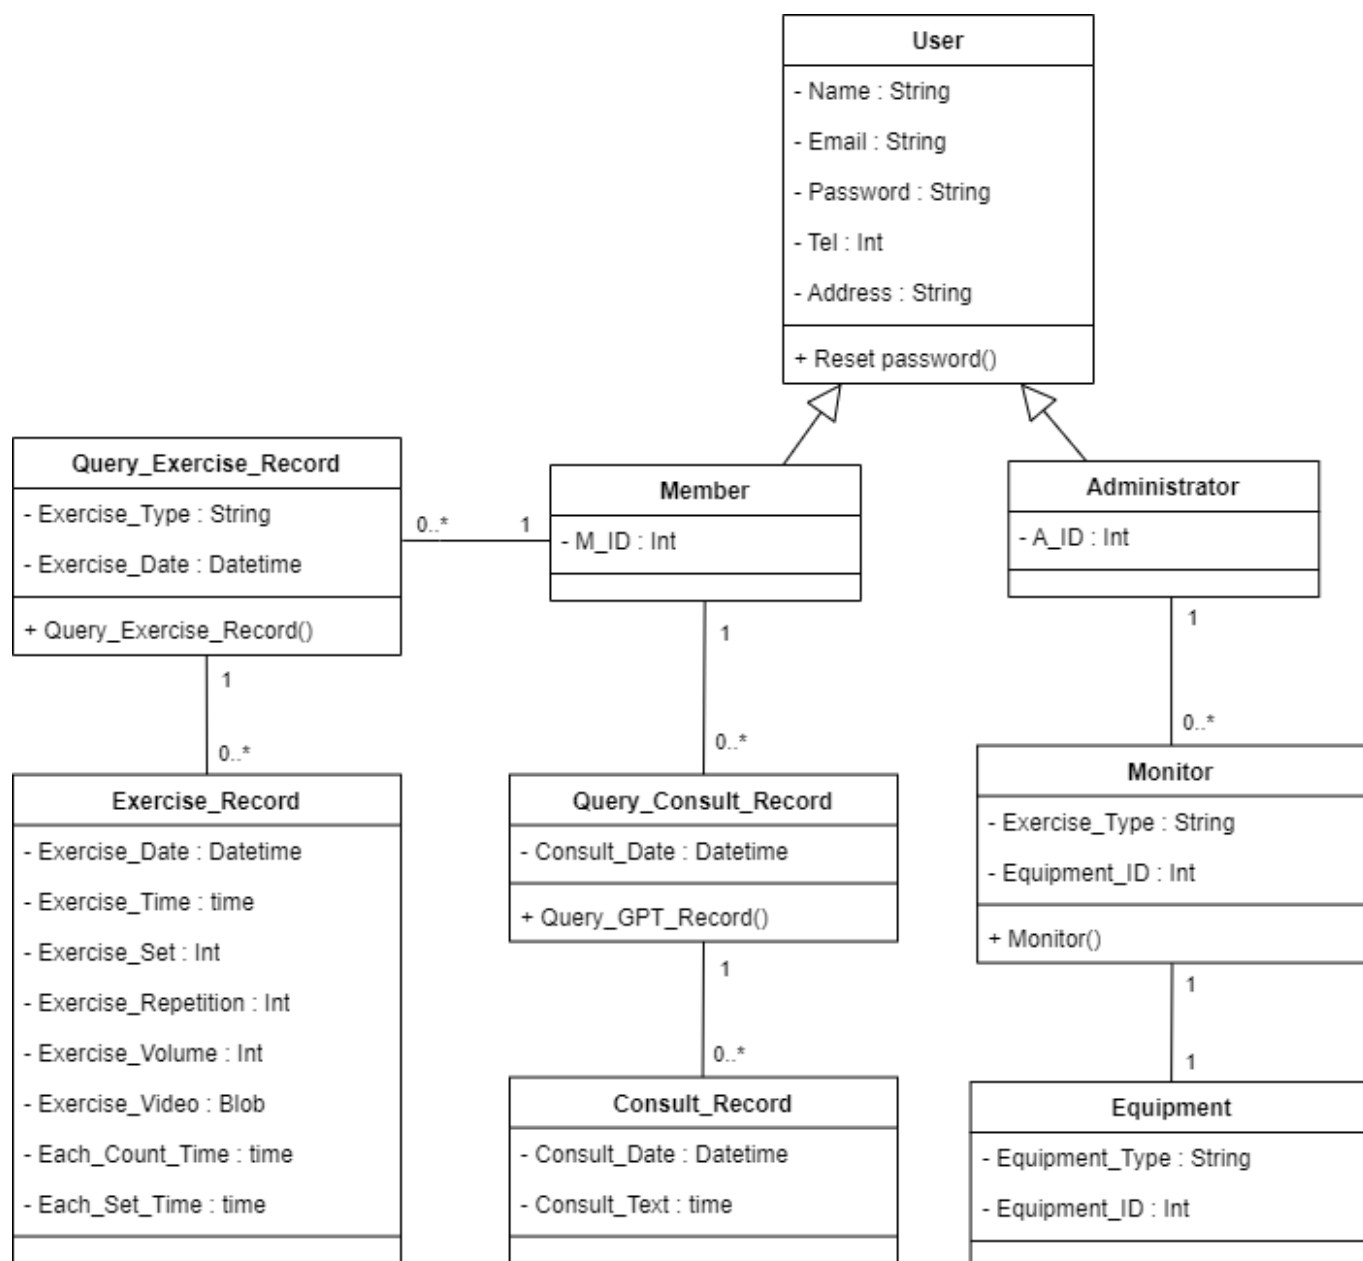 User
- Name : String
- Email : String
- Password : String
- Tel : Int
- Address : String
+ Reset password()
Query_Exercise_Record
- Exercise_Type : String
- Exercise_Date : Datetime
+ Query_Exercise_Record()
0..*
1
Member
- M_ID : Int
Administrator
- A_ID : Int
1
0..*
1
0..*
1
0..*
Exercise_Record
- Exercise_Date : Datetime
- Exercise_Time : time
- Exercise_Set : Int
- Exercise_Repetition : Int
- Exercise_Volume : Int
- Exercise_Video : Blob
- Each_Count_Time : time
- Each_Set_Time : time
Query_Consult_Record
- Consult_Date : Datetime
+ Query_GPT_Record()
1
0..*
Consult_Record
- Consult_Date : Datetime
- Consult_Text : time
Monitor
- Exercise_Type : String
- Equipment_ID : Int
+ Monitor()
1
1
Equipment
- Equipment_Type : String
- Equipment_ID : Int